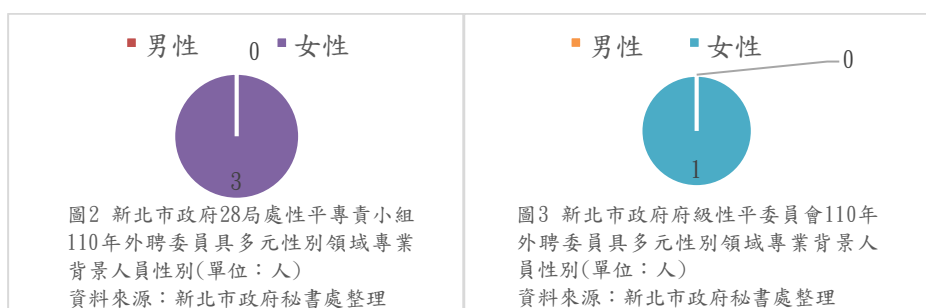 男性 0 女性
3
圖2 新北市政府28局處性平專責小組
110年外聘委員具多元性別領域專業
背景人員性別(單位：人)
資料來源：新北市政府秘書處整理
男性 女性
0
1
圖3 新北市政府府級性平委員會110年
外聘委員具多元性別領域專業背景人
員性別(單位：人)
資料來源：新北市政府秘書處整理